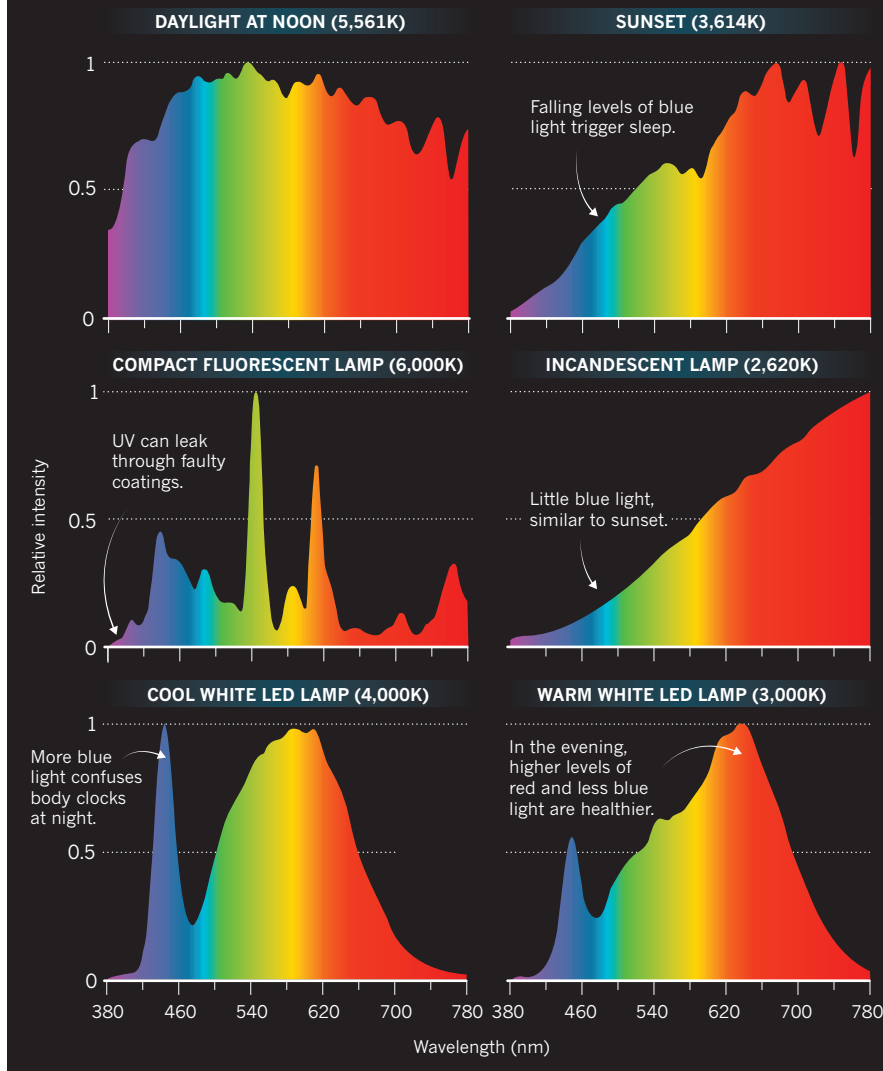 DAYLIGHT AT NOON (5,561K)
1
0.5
0
SUNSET (3,614K)
Falling levels of blue
light trigger sleep.
COMPACT FLUORESCENT LAMP (6,000K)
1
0.5
0
UV can leak
through faulty
coatings.
Relative intensity
INCANDESCENT LAMP (2,620K)
Little blue light,
similar to sunset.
COOL WHITE LED LAMP (4,000K)
1
0.5
0
More blue
light confuses
body clocks
at night.
380 460 540 620 700 780
WARM WHITE LED LAMP (3,000K)
In the evening,
higher levels of
red and less blue
light are healthier.
380 460 540 620 700 780
Wavelength (nm)